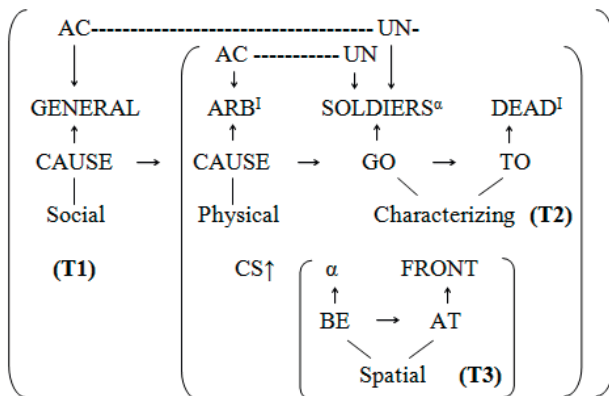 AC------------------------------------UN-
AC-----------UN
GENERAL ARBᴵ SOLDIERSᵅ DEADᴵ
CAUSE → CAUSE → GO → TO
Social Physical Characterizing (T2)
(T1) CS↑ α FRONT
BE → AT
Spatial (T3)